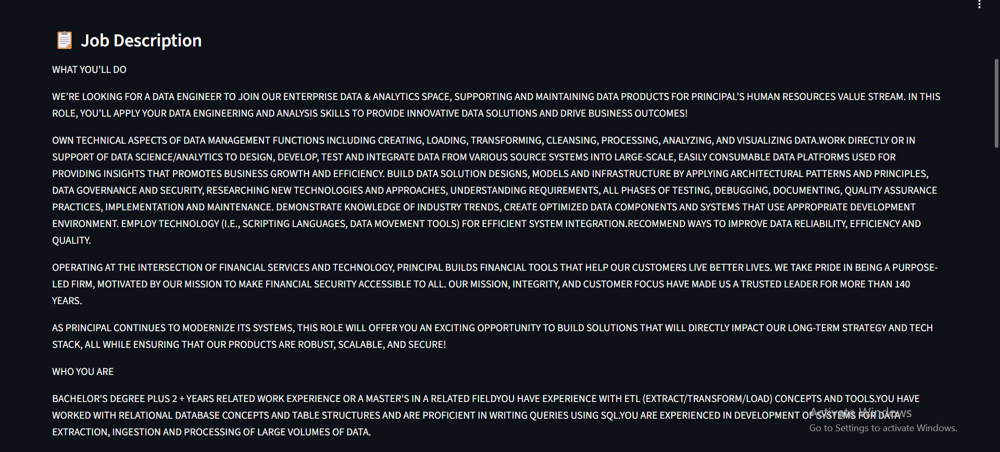 📋 Job Description
WHAT YOU'LL DO
WE’RE LOOKING FOR A DATA ENGINEER TO JOIN OUR ENTERPRISE DATA & ANALYTICS SPACE, SUPPORTING AND MAINTAINING DATA PRODUCTS FOR PRINCIPAL’S HUMAN RESOURCES VALUE STREAM. IN THIS
ROLE, YOU’LL APPLY YOUR DATA ENGINEERING AND ANALYSIS SKILLS TO PROVIDE INNOVATIVE DATA SOLUTIONS AND DRIVE BUSINESS OUTCOMES!
OWN TECHNICAL ASPECTS OF DATA MANAGEMENT FUNCTIONS INCLUDING CREATING, LOADING, TRANSFORMING, CLEANSING, PROCESSING, ANALYZING, AND VISUALIZING DATA.WORK DIRECTLY OR IN
SUPPORT OF DATA SCIENCE/ANALYTICS TO DESIGN, DEVELOP, TEST AND INTEGRATE DATA FROM VARIOUS SOURCE SYSTEMS INTO LARGE-SCALE, EASILY CONSUMABLE DATA PLATFORMS USED FOR
PROVIDING INSIGHTS THAT PROMOTES BUSINESS GROWTH AND EFFICIENCY. BUILD DATA SOLUTION DESIGNS, MODELS AND INFRASTRUCTURE BY APPLYING ARCHITECTURAL PATTERNS AND PRINCIPLES,
DATA GOVERNANCE AND SECURITY, RESEARCHING NEW TECHNOLOGIES AND APPROACHES, UNDERSTANDING REQUIREMENTS, ALL PHASES OF TESTING, DEBUGGING, DOCUMENTING, QUALITY ASSURANCE
PRACTICES, IMPLEMENTATION AND MAINTENANCE. DEMONSTRATE KNOWLEDGE OF INDUSTRY TRENDS, CREATE OPTIMIZED DATA COMPONENTS AND SYSTEMS THAT USE APPROPRIATE DEVELOPMENT
ENVIRONMENT. EMPLOY TECHNOLOGY (I.E., SCRIPTING LANGUAGES, DATA MOVEMENT TOOLS) FOR EFFICIENT SYSTEM INTEGRATION.RECOMMEND WAYS TO IMPROVE DATA RELIABILITY, EFFICIENCY AND
QUALITY.
OPERATING AT THE INTERSECTION OF FINANCIAL SERVICES AND TECHNOLOGY, PRINCIPAL BUILDS FINANCIAL TOOLS THAT HELP OUR CUSTOMERS LIVE BETTER LIVES. WE TAKE PRIDE IN BEING A PURPOSE-
LED FIRM, MOTIVATED BY OUR MISSION TO MAKE FINANCIAL SECURITY ACCESSIBLE TO ALL. OUR MISSION, INTEGRITY, AND CUSTOMER FOCUS HAVE MADE US A TRUSTED LEADER FOR MORE THAN 140
YEARS.
AS PRINCIPAL CONTINUES TO MODERNIZE ITS SYSTEMS, THIS ROLE WILL OFFER YOU AN EXCITING OPPORTUNITY TO BUILD SOLUTIONS THAT WILL DIRECTLY IMPACT OUR LONG-TERM STRATEGY AND TECH
STACK, ALL WHILE ENSURING THAT OUR PRODUCTS ARE ROBUST, SCALABLE, AND SECURE!
WHO YOU ARE
BACHELOR'S DEGREE PLUS 2 + YEARS RELATED WORK EXPERIENCE OR A MASTER'S IN A RELATED FIELDYOU HAVE EXPERIENCE WITH ETL (EXTRACT/TRANSFORM/LOAD) CONCEPTS AND TOOLS.YOU HAVE
WORKED WITH RELATIONAL DATABASE CONCEPTS AND TABLE STRUCTURES AND ARE PROFICIENT IN WRITING QUERIES USING SQL.YOU ARE EXPERIENCED IN DEVELOPMENT OF SYSTEMS FOR DATA
EXTRACTION, INGESTION AND PROCESSING OF LARGE VOLUMES OF DATA.
Activate Windows
Go to Settings to activate Windows.